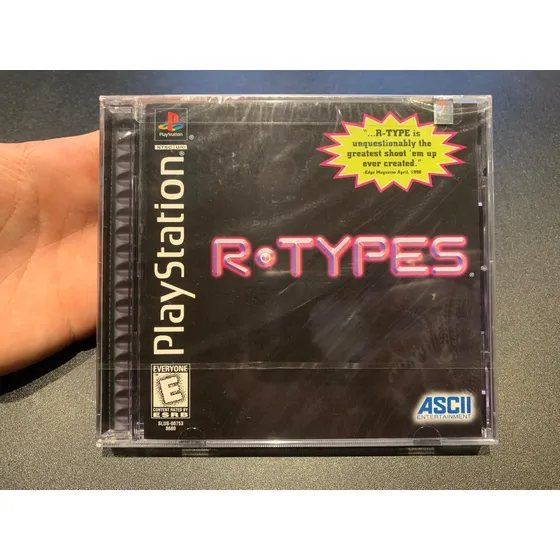 PlayStation
NTSC U/C
PlayStation
"...R-TYPE is
unquestionably the
greatest shoot 'em up
ever created."
-Edge Magazine April, 1998
R•TYPES
EVERYONE
E
CONTENT RATED BY
ESRB
SLUS-00753
ASCII
ENTERTAINMENT